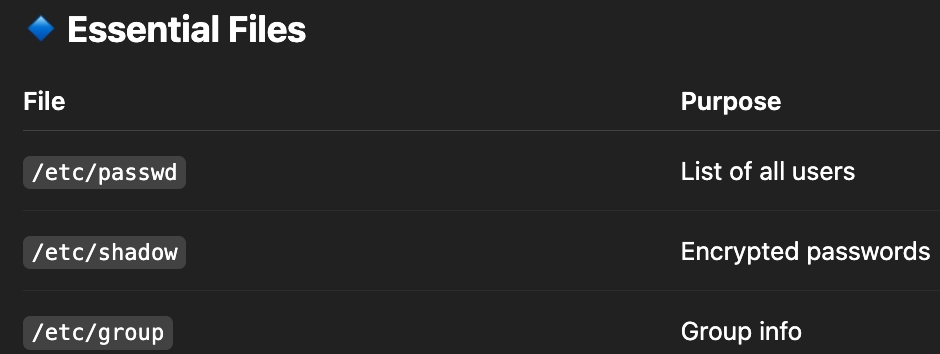 Essential Files
File Purpose
/etc/passwd List of all users
/etc/shadow Encrypted passwords
/etc/group Group info